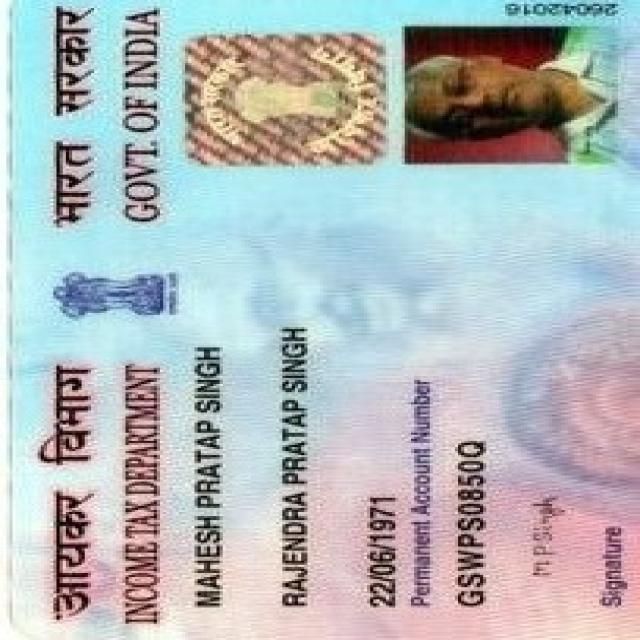 आयकर विभाग
INCOME TAX DEPARTMENT
भारत सरकार
GOVT. OF INDIA
MAHESH PRATAP SINGH
RAJENDRA PRATAP SINGH
22/06/1971
Permanent Account Number
GSWPS0850Q
M P Singh
Signature
26042016